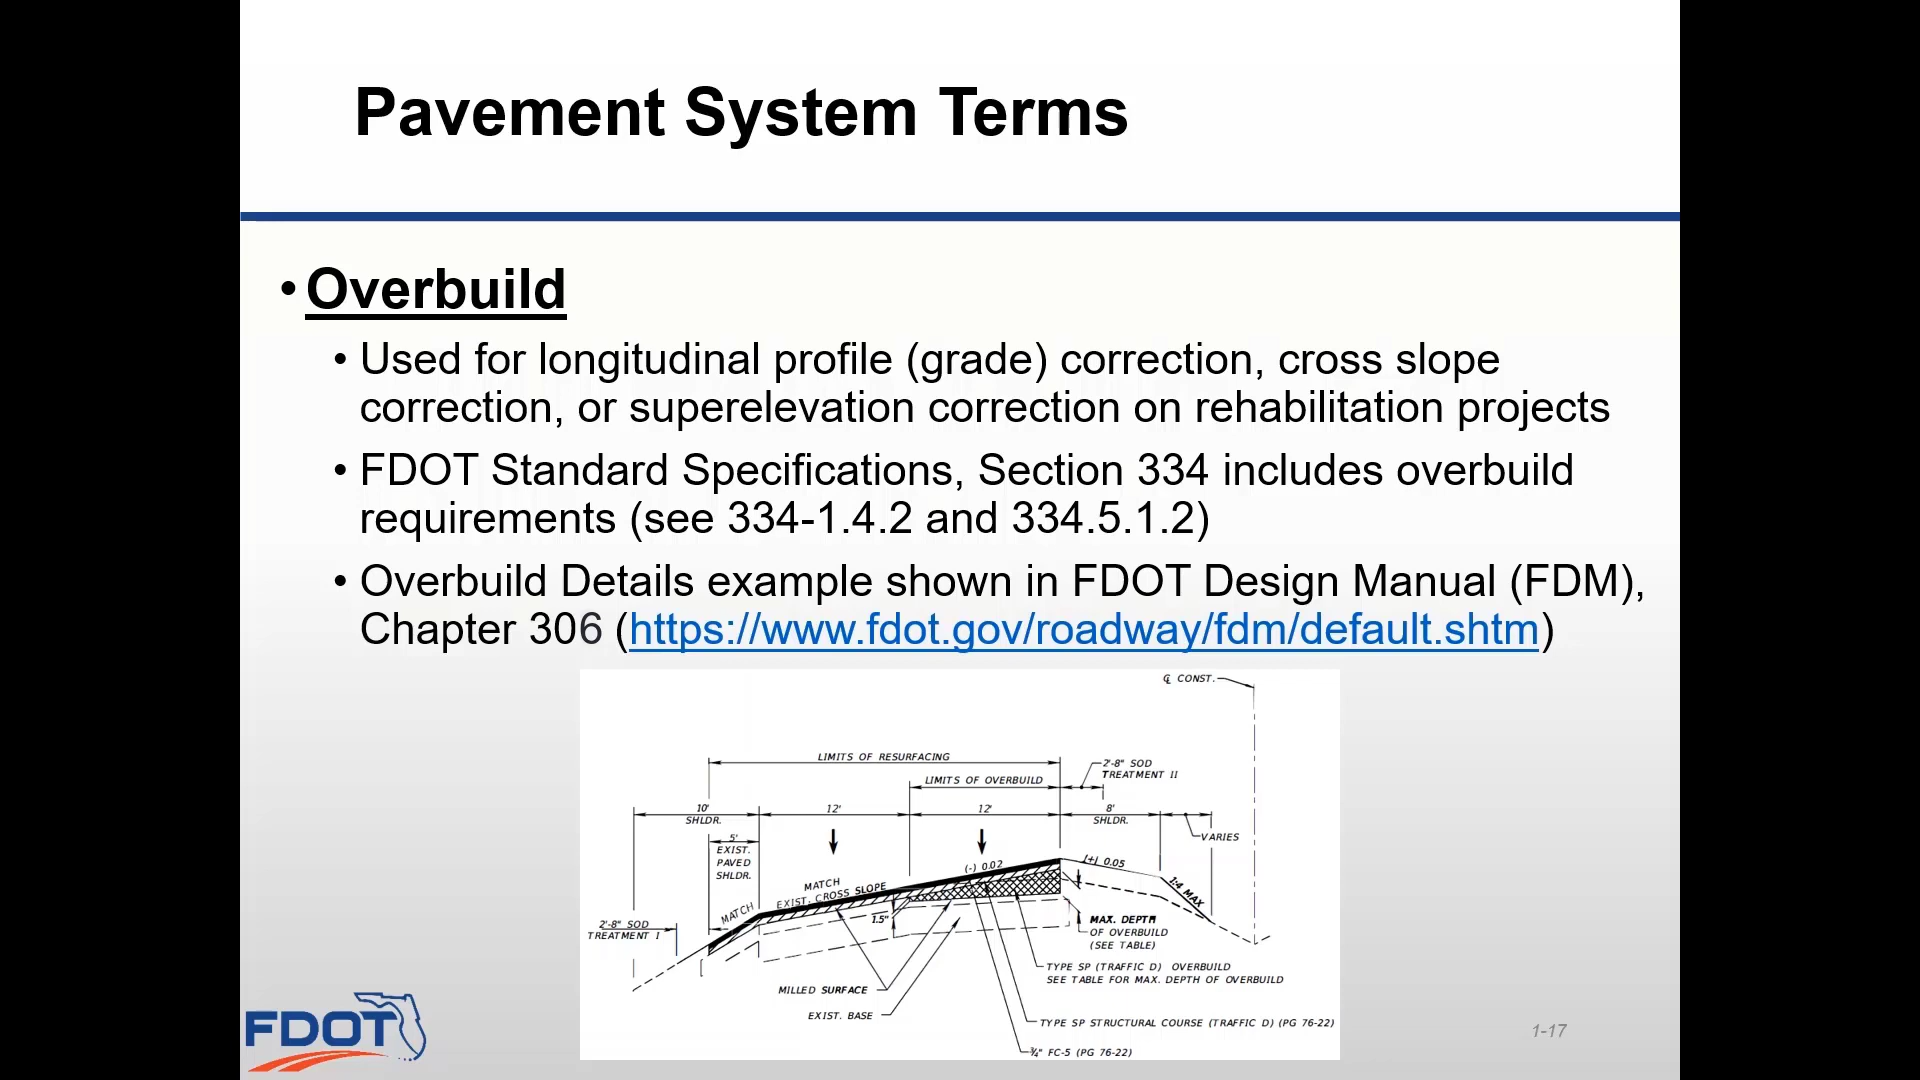 Pavement System Terms
• Overbuild
• Used for longitudinal profile (grade) correction, cross slope
correction, or superelevation correction on rehabilitation projects
• FDOT Standard Specifications, Section 334 includes overbuild
requirements (see 334-1.4.2 and 334.5.1.2)
• Overbuild Details example shown in FDOT Design Manual (FDM),
Chapter 306 (https://www.fdot.gov/roadway/fdm/default.shtm)
℄ CONST.
LIMITS OF RESURFACING
LIMITS OF OVERBUILD
2'-8" SOD
TREATMENT II
10'
SHLDR.
12'
12'
8'
SHLDR.
VARIES
5'
EXIST.
PAVED
SHLDR.
MATCH
MATCH
EXIST. CROSS SLOPE
(-) 0.02
(+) 0.05
1:4 MAX
1.5"
2'-8" SOD
TREATMENT I
MAX. DEPTH
OF OVERBUILD
(SEE TABLE)
TYPE SP (TRAFFIC D) OVERBUILD
SEE TABLE FOR MAX. DEPTH OF OVERBUILD
MILLED SURFACE
EXIST. BASE
TYPE SP STRUCTURAL COURSE (TRAFFIC D) (PG 76-22)
¾" FC-5 (PG 76-22)
FDOT
1-17